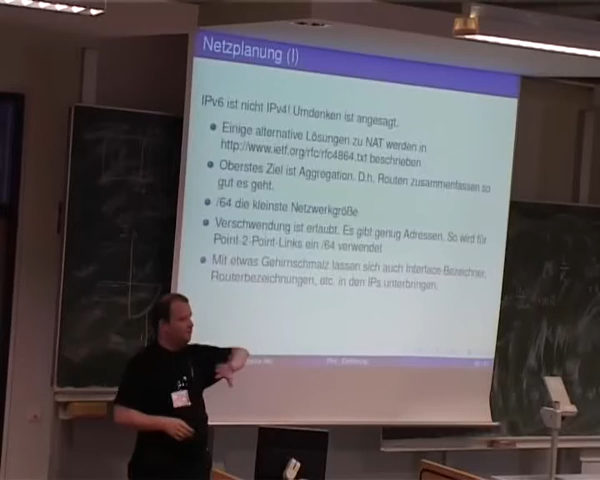 Netzplanung (I)
IPv6 ist nicht IPv4! Umdenken ist angesagt.
Einige alternative Lösungen zu NAT werden in
http://www.ietf.org/rfc/rfc4864.txt beschrieben
Oberstes Ziel ist Aggregation. D.h. Routen zusammenfassen so
gut es geht.
/64 die kleinste Netzwerkgröße
Verschwendung ist erlaubt. Es gibt genug Adressen. So wird für
Point-2-Point-Links ein /64 verwendet
Mit etwas Gehirnschmalz lassen sich auch Interface-Bezeichner,
Routerbezeichnungen, etc. in den IPs unterbringen.